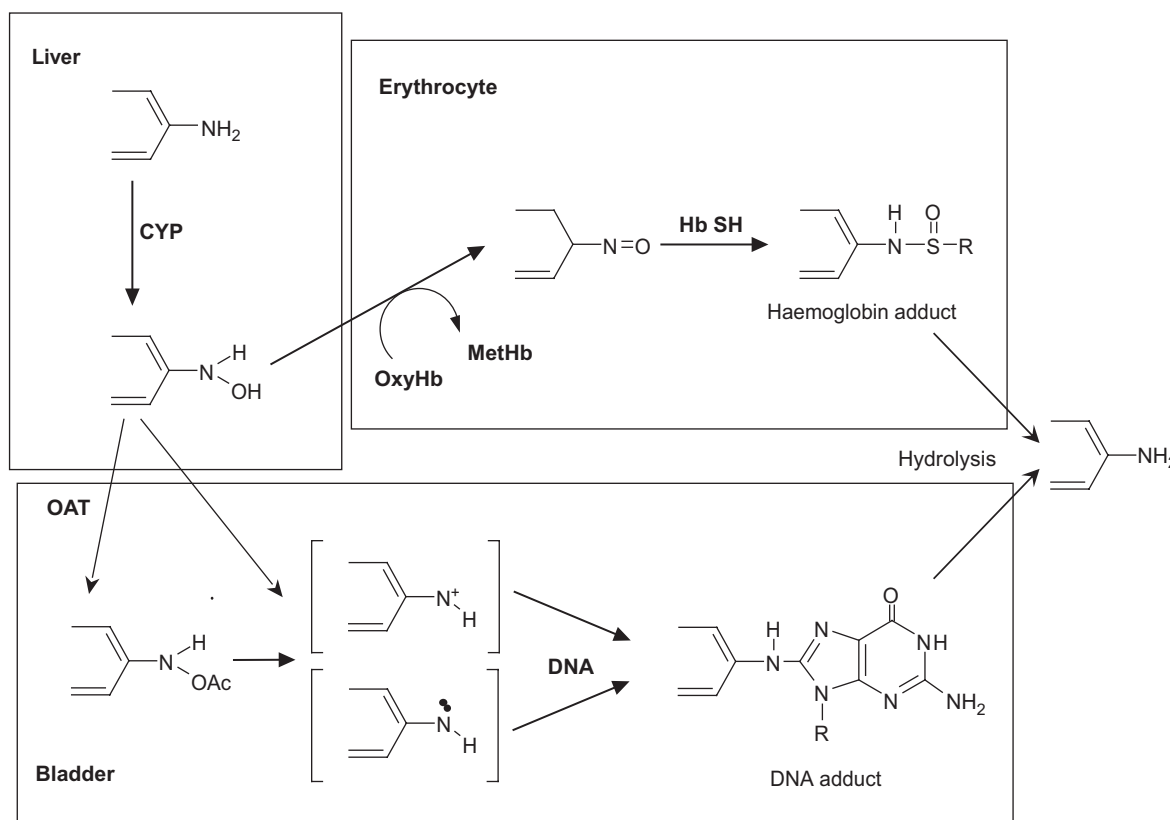 Liver
NH2
CYP
H
N
OH
Erythrocyte
N=O
Hb SH
H
N
O
S
R
Haemoglobin adduct
OxyHb
MetHb
Hydrolysis
NH2
OAT
H
N
OAc
N+
H
N
H
DNA
H
N
N
N
R
O
NH
N
NH2
DNA adduct
Bladder